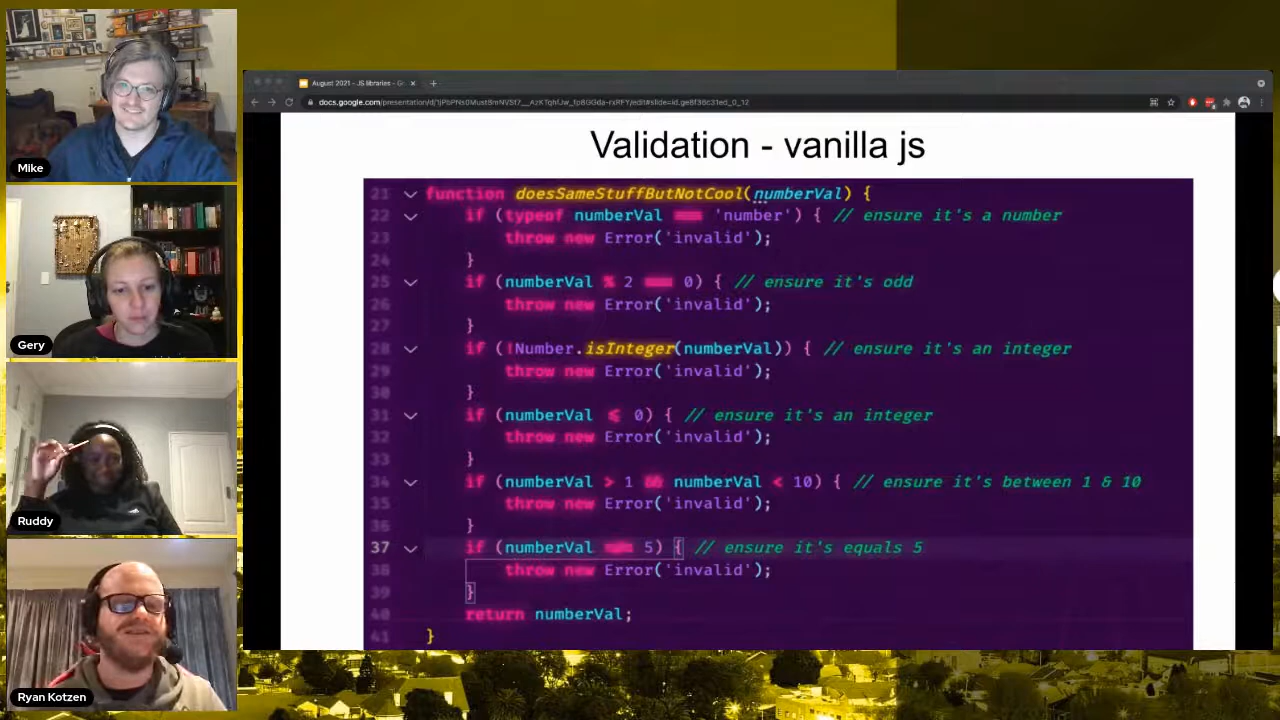 Mike
Gery
Ruddy
Ryan Kotzen
August 2021 - JS libraries - G
Validation - vanilla js
21 function doesSameStuffButNotCool(numberVal) {
22 if (typeof numberVal === 'number') { // ensure it's a number
23 throw new Error('invalid');
24 }
25 if (numberVal % 2 === 0) { // ensure it's odd
26 throw new Error('invalid');
27 }
28 if (!Number.isInteger(numberVal)) { // ensure it's an integer
29 throw new Error('invalid');
30 }
31 if (numberVal ≤ 0) { // ensure it's an integer
32 throw new Error('invalid');
33 }
34 if (numberVal > 1 && numberVal < 10) { // ensure it's between 1 & 10
35 throw new Error('invalid');
36 }
37 if (numberVal 5) { // ensure it's equals 5
38 throw new Error('invalid');
39 }
40 return numberVal;
41 }